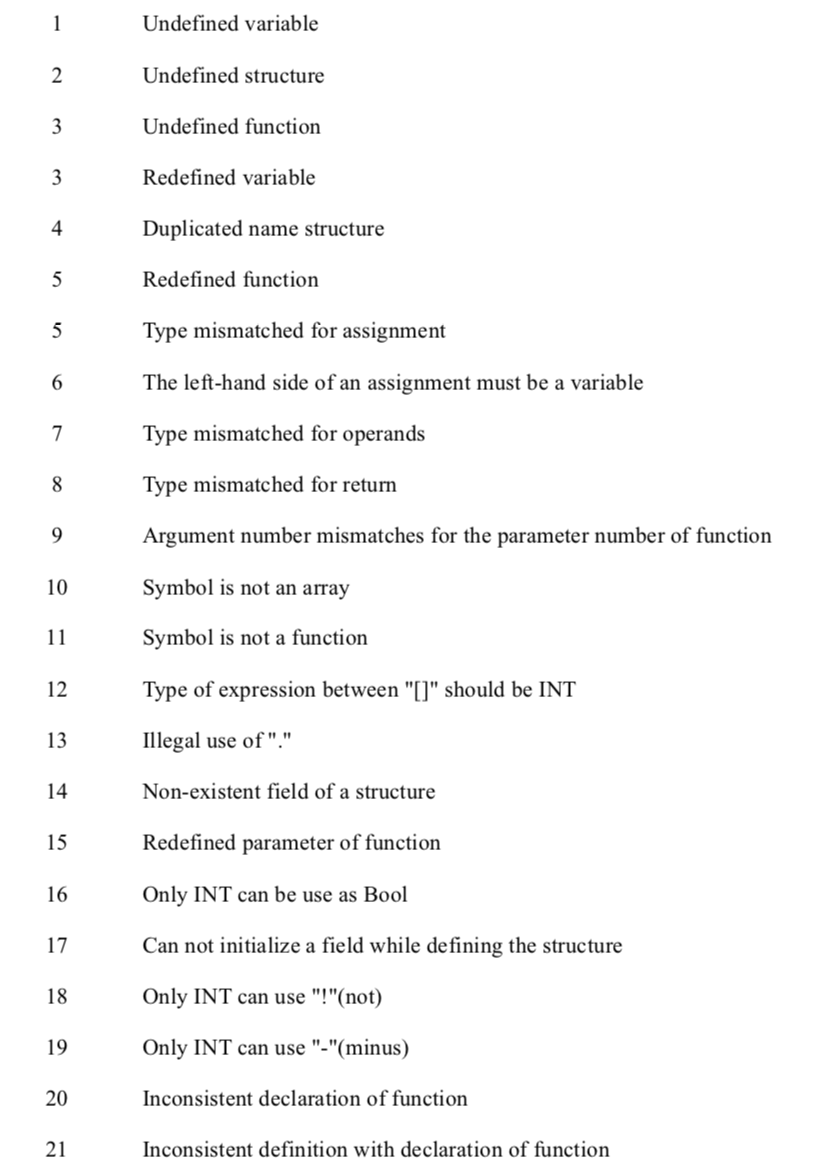 1 Undefined variable
2 Undefined structure
3 Undefined function
3 Redefined variable
4 Duplicated name structure
5 Redefined function
5 Type mismatched for assignment
6 The left-hand side of an assignment must be a variable
7 Type mismatched for operands
8 Type mismatched for return
9 Argument number mismatches for the parameter number of function
10 Symbol is not an array
11 Symbol is not a function
12 Type of expression between "[]" should be INT
13 Illegal use of "."
14 Non-existent field of a structure
15 Redefined parameter of function
16 Only INT can be use as Bool
17 Can not initialize a field while defining the structure
18 Only INT can use "!"(not)
19 Only INT can use "-"(minus)
20 Inconsistent declaration of function
21 Inconsistent definition with declaration of function